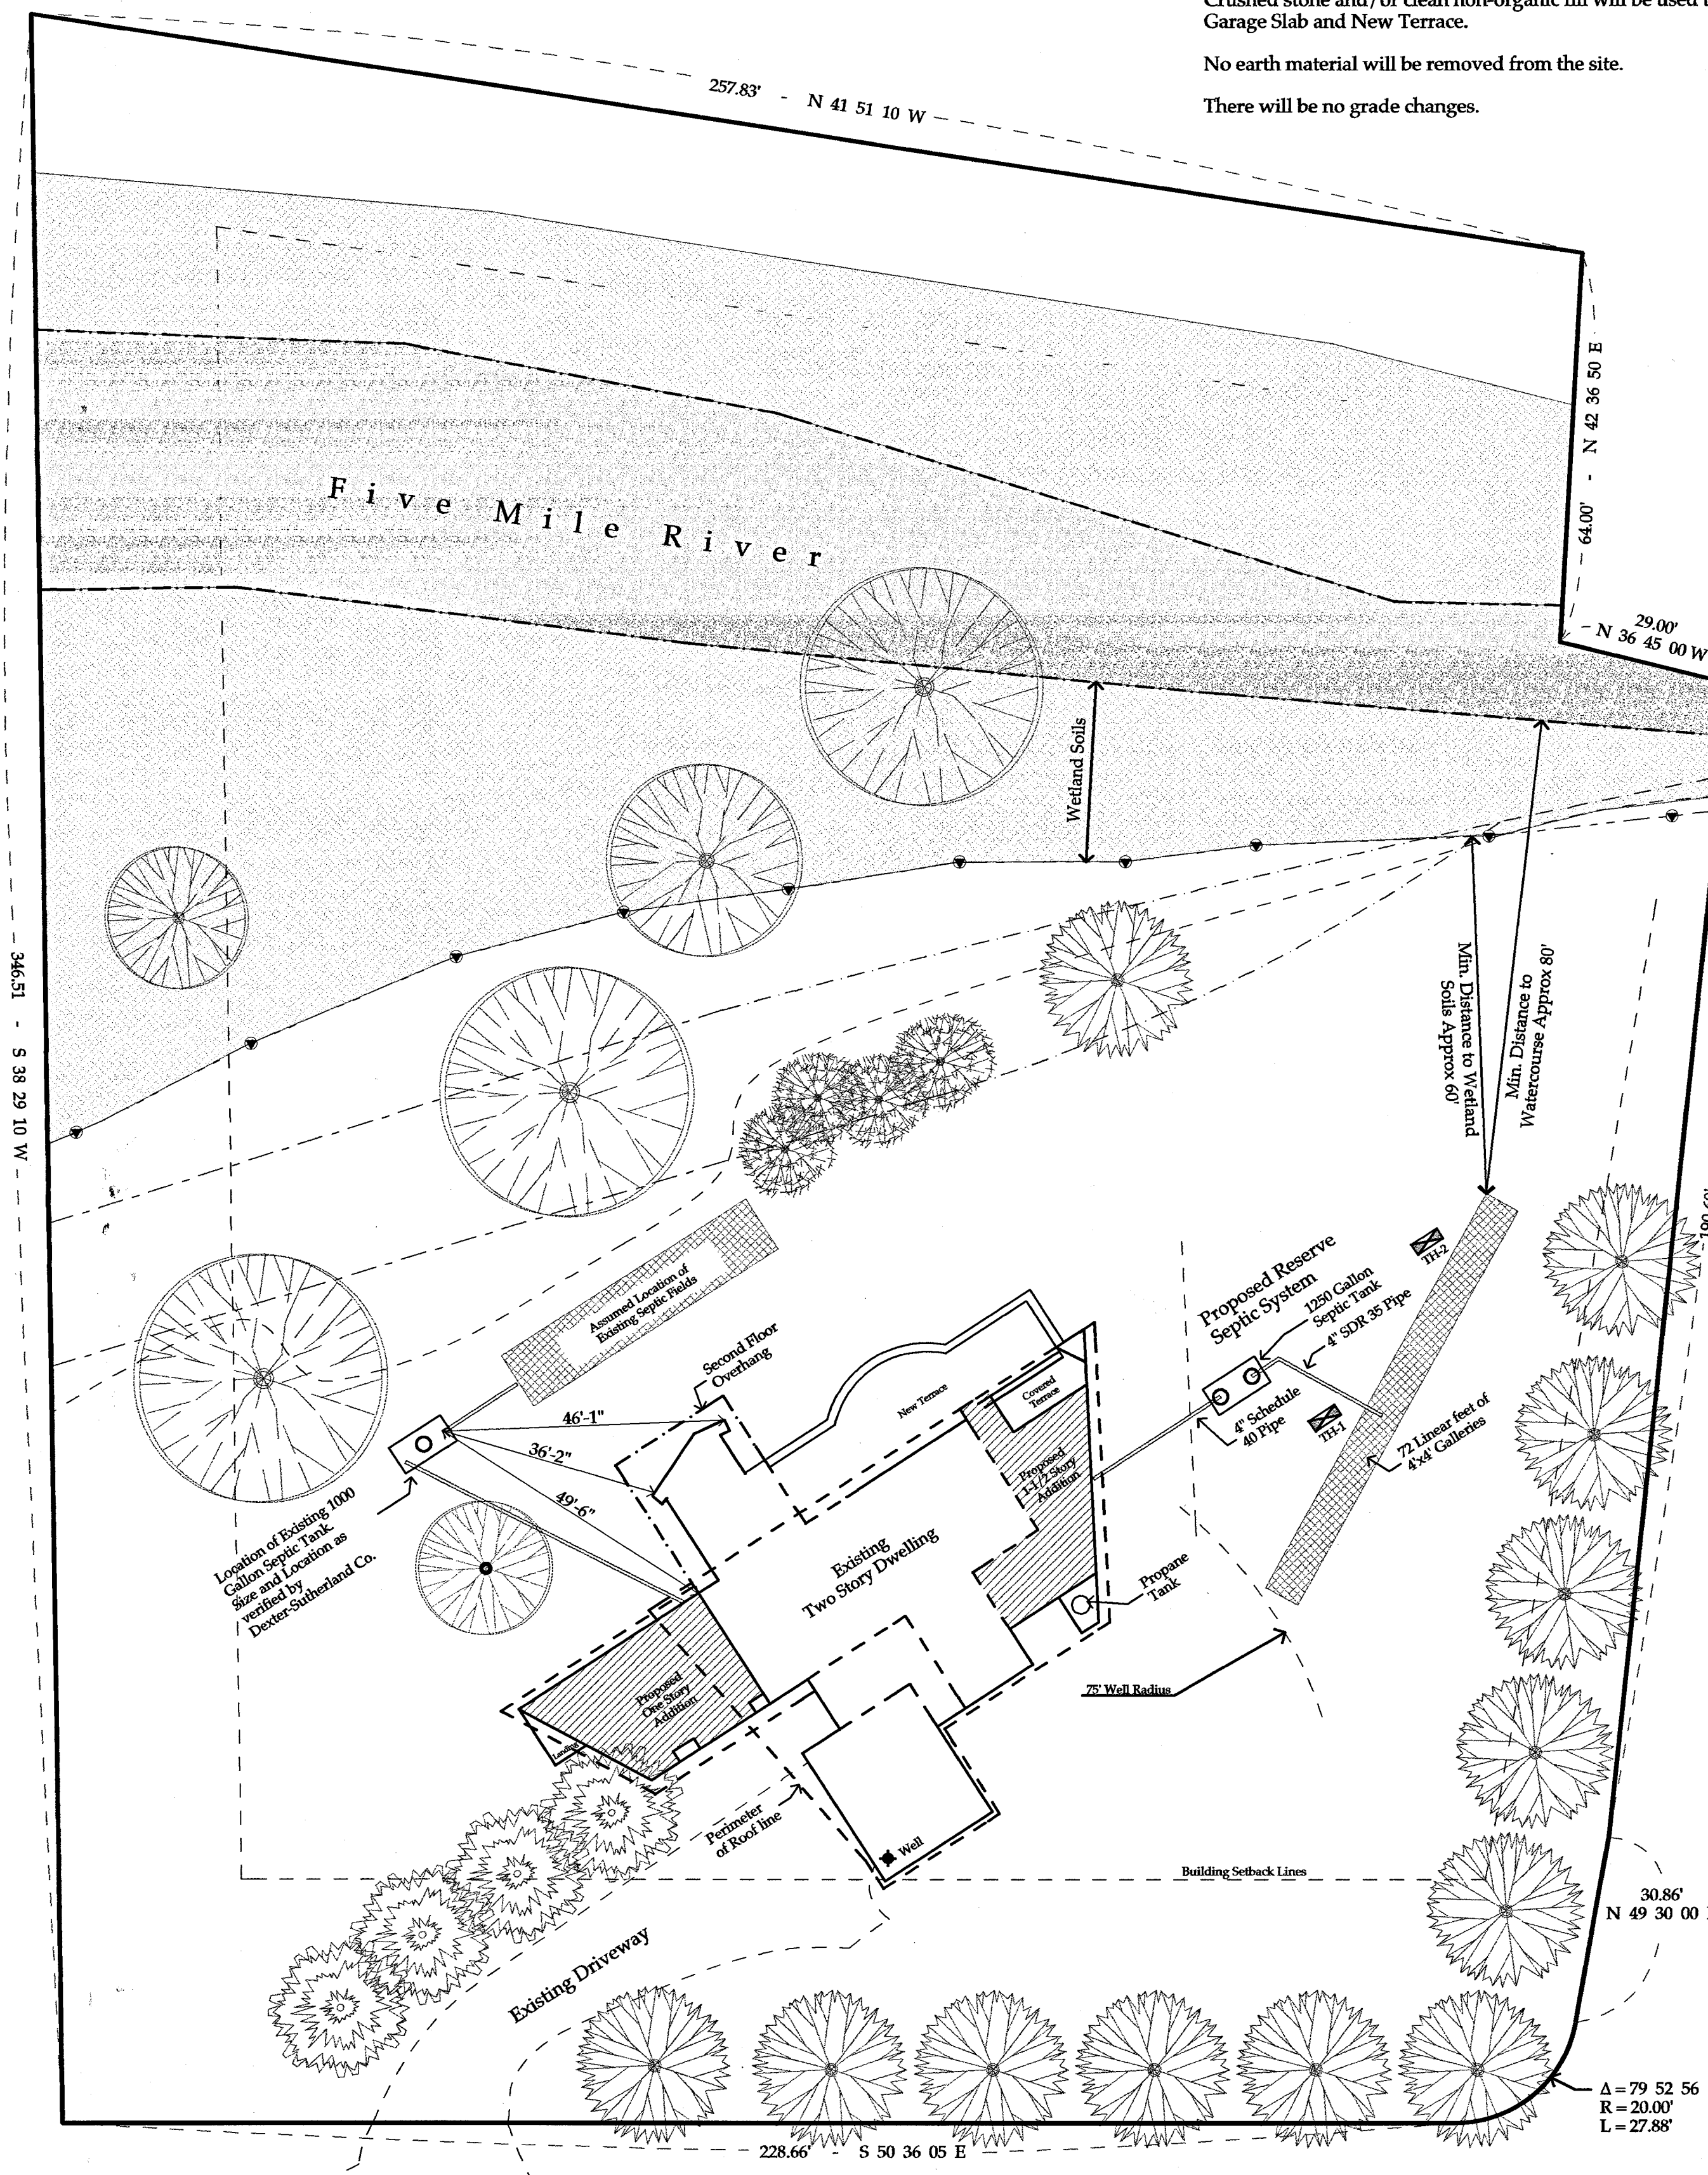 Garage Slab and New Terrace.
No earth material will be removed from the site.
There will be no grade changes.
257.83' - N 41 51 10 W
64.00' - N 42 36 50 E
29.00'
N 36 45 00 W
Five Mile River
Wetland Soils
346.51 - S 38 29 10 W
Min. Distance to Wetland
Soils Approx 60'
Min. Distance to
Watercourse Approx 80'
Assumed Location of
Existing Septic Fields
Second Floor
Overhang
46'-1"
36'-2"
49'-6"
Location of Existing 1000
Gallon Septic Tank.
Size and Location as
verified by
Dexter-Sutherland Co.
New Terrace
Covered
Terrace
Proposed
1-1/2 Story
Addition
Existing
Two Story Dwelling
Propane
Tank
Proposed Reserve
Septic System
1250 Gallon
Septic Tank
4" SDR 35 Pipe
4" Schedule
40 Pipe
TH-2
TH-1
72 Linear feet of
4'x4' Galleries
75' Well Radius
Proposed
One Story
Addition
Landing
Perimeter
of Roof line
Well
Building Setback Lines
Existing Driveway
30.86'
N 49 30 00
228.66' - S 50 36 05 E
Δ = 79 52 56
R = 20.00'
L = 27.88'